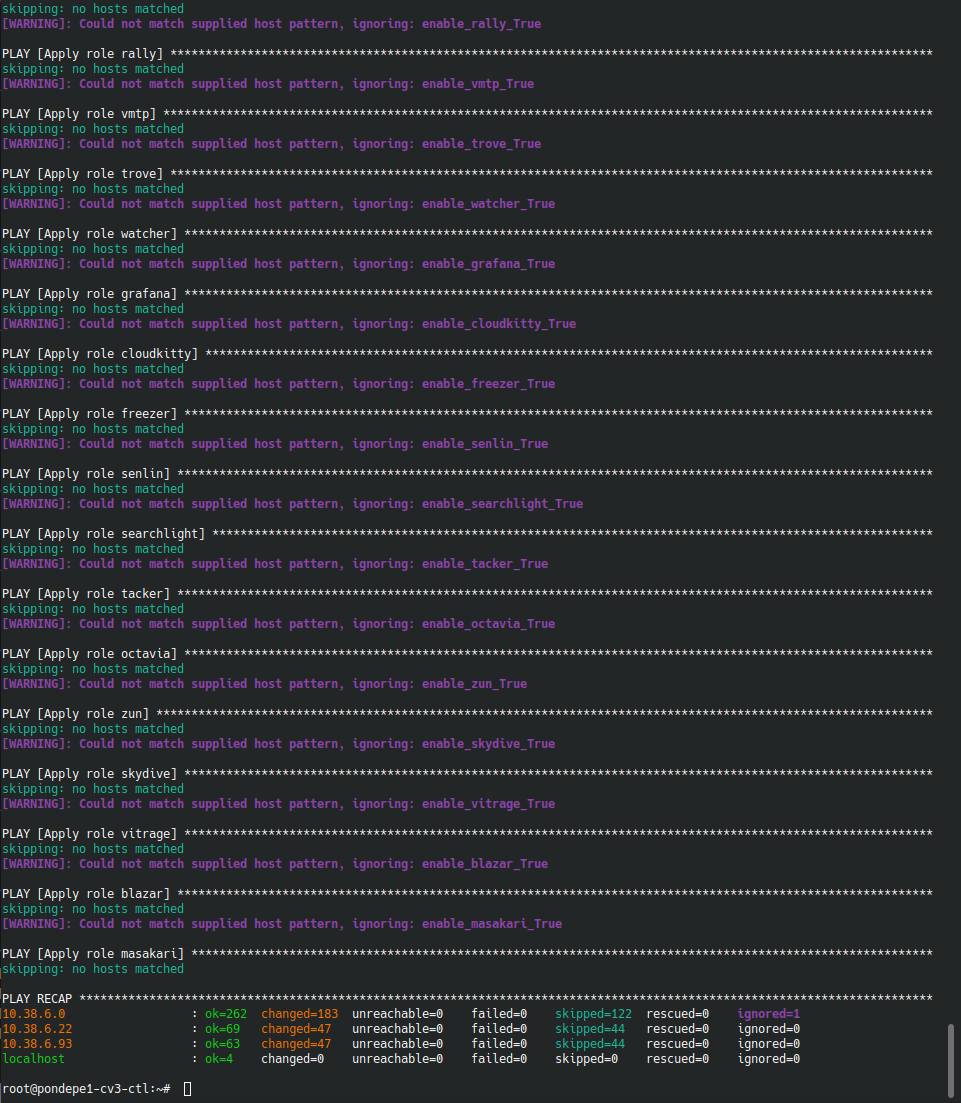 skipping: no hosts matched
[WARNING]: Could not match supplied host pattern, ignoring: enable_rally_True
PLAY [Apply role rally] *************************************************************************************************************
skipping: no hosts matched
[WARNING]: Could not match supplied host pattern, ignoring: enable_vmtp_True
PLAY [Apply role vmtp] **************************************************************************************************************
skipping: no hosts matched
[WARNING]: Could not match supplied host pattern, ignoring: enable_trove_True
PLAY [Apply role trove] *************************************************************************************************************
skipping: no hosts matched
[WARNING]: Could not match supplied host pattern, ignoring: enable_watcher_True
PLAY [Apply role watcher] ***********************************************************************************************************
skipping: no hosts matched
[WARNING]: Could not match supplied host pattern, ignoring: enable_grafana_True
PLAY [Apply role grafana] ***********************************************************************************************************
skipping: no hosts matched
[WARNING]: Could not match supplied host pattern, ignoring: enable_cloudkitty_True
PLAY [Apply role cloudkitty] ********************************************************************************************************
skipping: no hosts matched
[WARNING]: Could not match supplied host pattern, ignoring: enable_freezer_True
PLAY [Apply role freezer] ***********************************************************************************************************
skipping: no hosts matched
[WARNING]: Could not match supplied host pattern, ignoring: enable_senlin_True
PLAY [Apply role senlin] ************************************************************************************************************
skipping: no hosts matched
[WARNING]: Could not match supplied host pattern, ignoring: enable_searchlight_True
PLAY [Apply role searchlight] *******************************************************************************************************
skipping: no hosts matched
[WARNING]: Could not match supplied host pattern, ignoring: enable_tacker_True
PLAY [Apply role tacker] ************************************************************************************************************
skipping: no hosts matched
[WARNING]: Could not match supplied host pattern, ignoring: enable_octavia_True
PLAY [Apply role octavia] ***********************************************************************************************************
skipping: no hosts matched
[WARNING]: Could not match supplied host pattern, ignoring: enable_zun_True
PLAY [Apply role zun] ***************************************************************************************************************
skipping: no hosts matched
[WARNING]: Could not match supplied host pattern, ignoring: enable_skydive_True
PLAY [Apply role skydive] ***********************************************************************************************************
skipping: no hosts matched
[WARNING]: Could not match supplied host pattern, ignoring: enable_vitrage_True
PLAY [Apply role vitrage] ***********************************************************************************************************
skipping: no hosts matched
[WARNING]: Could not match supplied host pattern, ignoring: enable_blazar_True
PLAY [Apply role blazar] ************************************************************************************************************
skipping: no hosts matched
[WARNING]: Could not match supplied host pattern, ignoring: enable_masakari_True
PLAY [Apply role masakari] **********************************************************************************************************
skipping: no hosts matched
PLAY RECAP **************************************************************************************************************************
10.38.6.0                  : ok=262  changed=183  unreachable=0    failed=0    skipped=122  rescued=0    ignored=1
10.38.6.22                 : ok=69   changed=47   unreachable=0    failed=0    skipped=44   rescued=0    ignored=0
10.38.6.93                 : ok=63   changed=47   unreachable=0    failed=0    skipped=44   rescued=0    ignored=0
localhost                  : ok=4    changed=0    unreachable=0    failed=0    skipped=0    rescued=0    ignored=0
root@pondepe1-cv3-ctl:~#